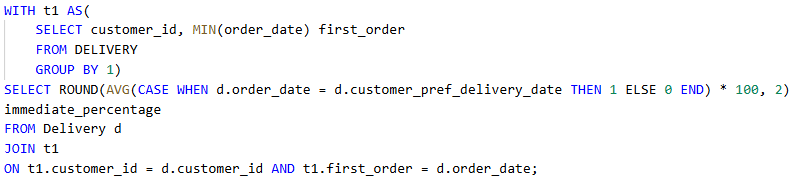 WITH t1 AS(
    SELECT customer_id, MIN(order_date) first_order
    FROM DELIVERY
    GROUP BY 1)
SELECT ROUND(AVG(CASE WHEN d.order_date = d.customer_pref_delivery_date THEN 1 ELSE 0 END) * 100, 2)
immediate_percentage
FROM Delivery d
JOIN t1
ON t1.customer_id = d.customer_id AND t1.first_order = d.order_date;